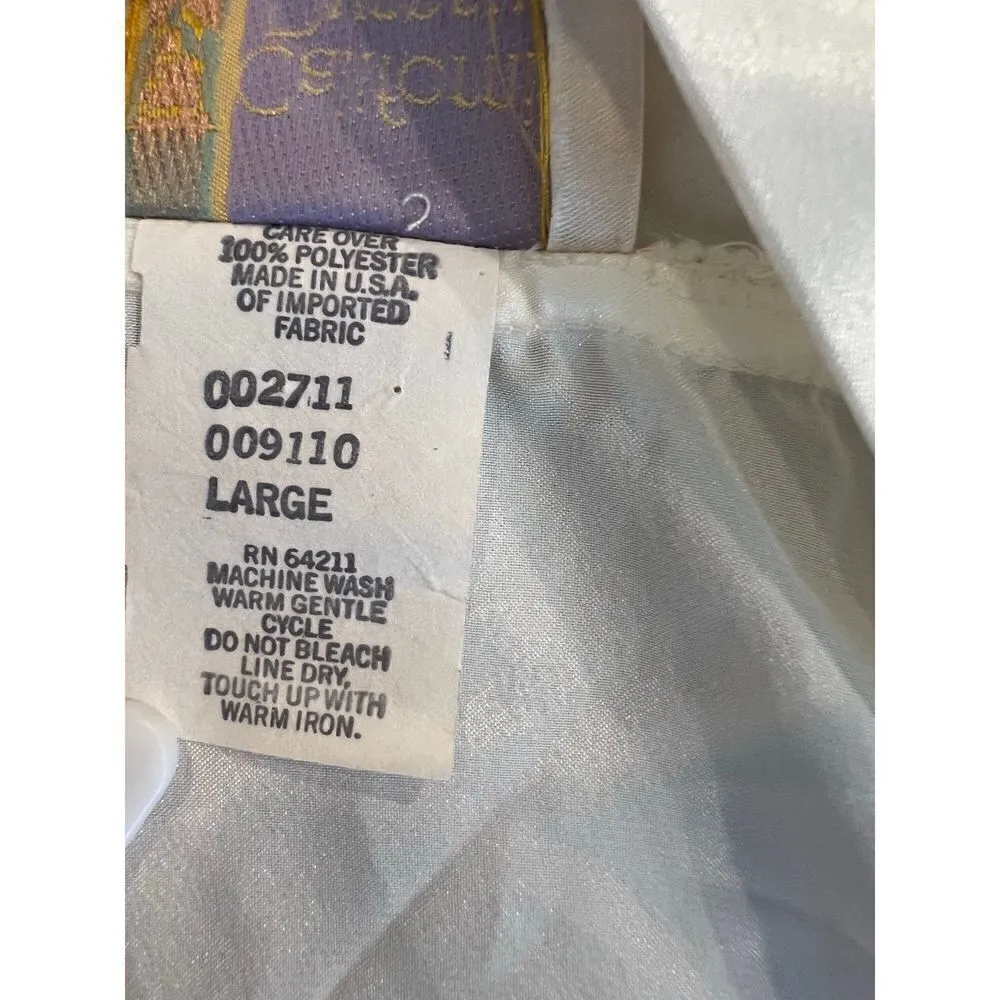 CARE OVER
100% POLYESTER
MADE IN U.S.A.
OF IMPORTED
FABRIC
002711
009110
LARGE
RN 64211
MACHINE WASH
WARM GENTLE
CYCLE
DO NOT BLEACH
LINE DRY,
TOUCH UP WITH
WARM IRON.